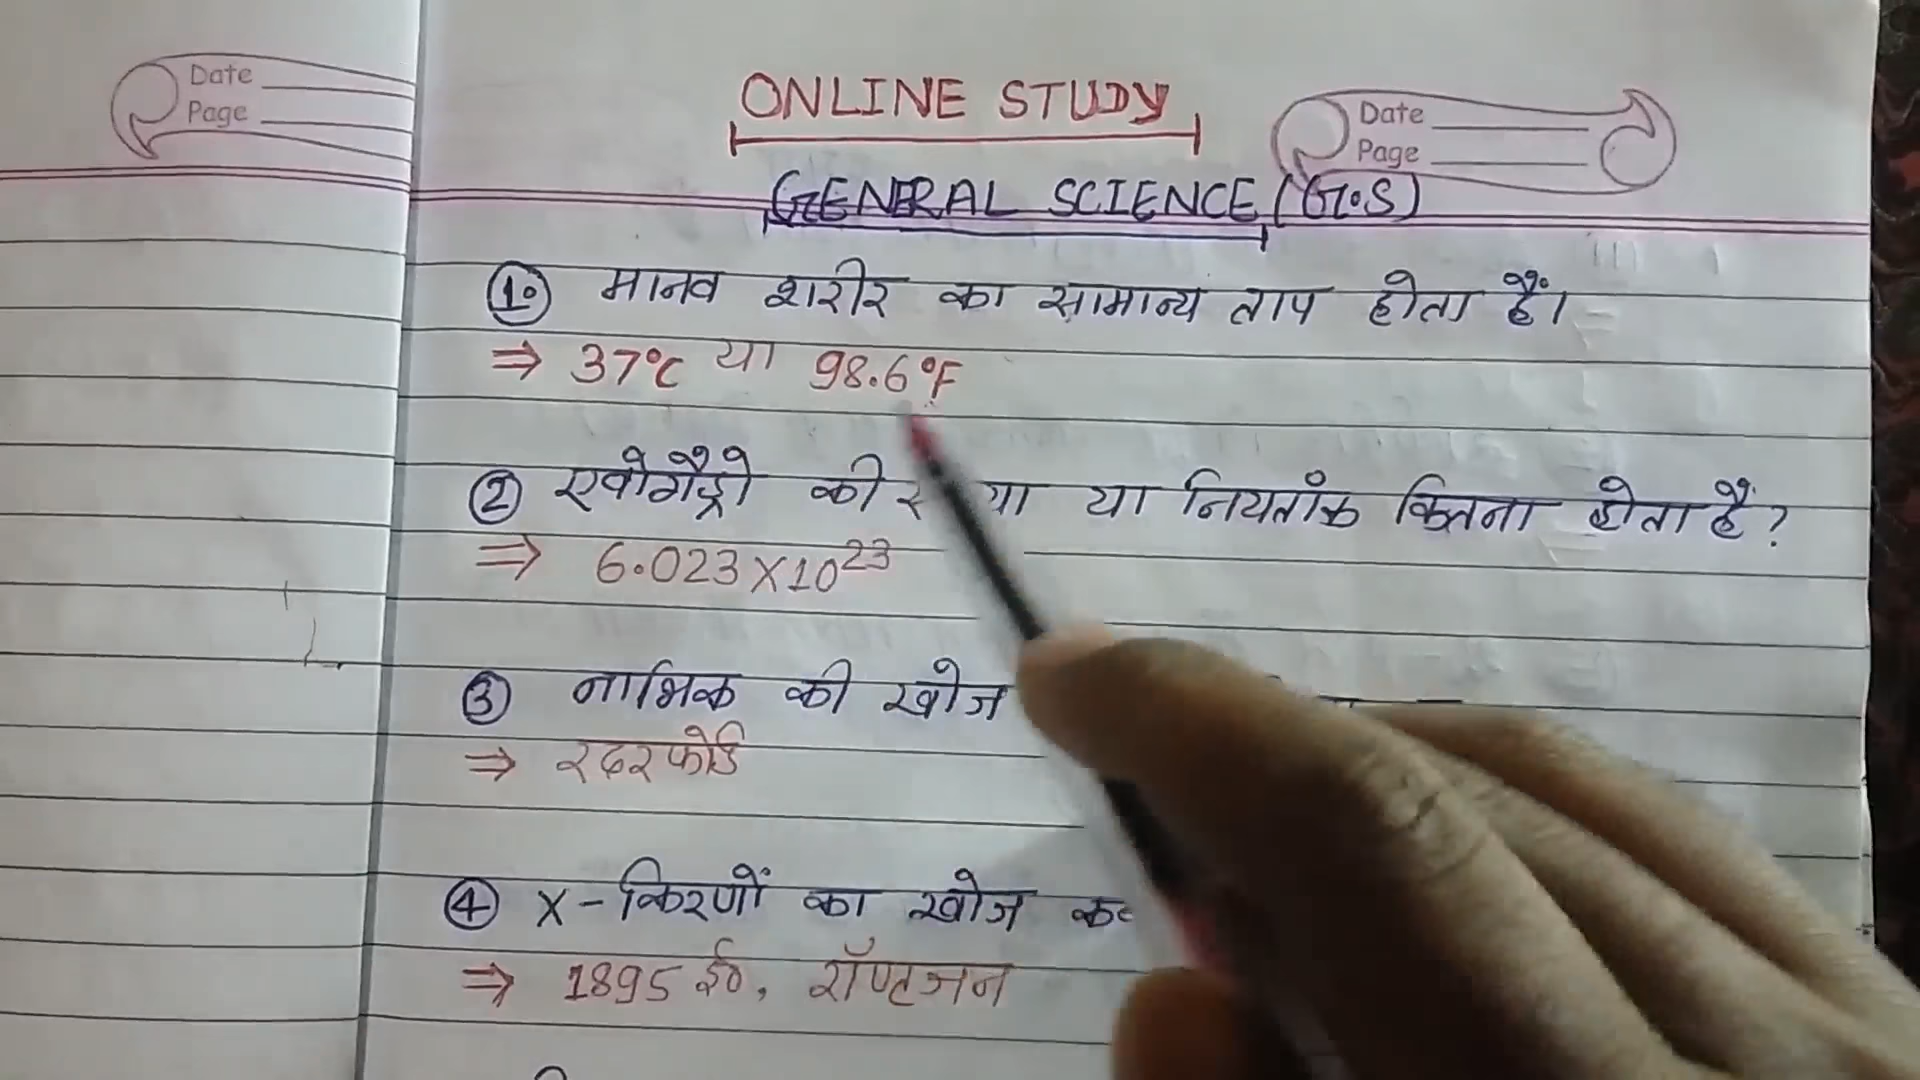 Date
Page
ONLINE STUDY
Date
Page
GENERAL SCIENCE (G.S)
① मानव शरीर का सामान्य ताप होता हैं।
⇒ 37°C या 98.6°F
② एवोगैद्रो की या नियतांक कितना होता है?
⇒ 6.023×10²³
③ नाभिक की खोज
⇒ रदरफोर्ड
④ X-किरणों का खोज
⇒ 1895 ई०, रॉण्टजन